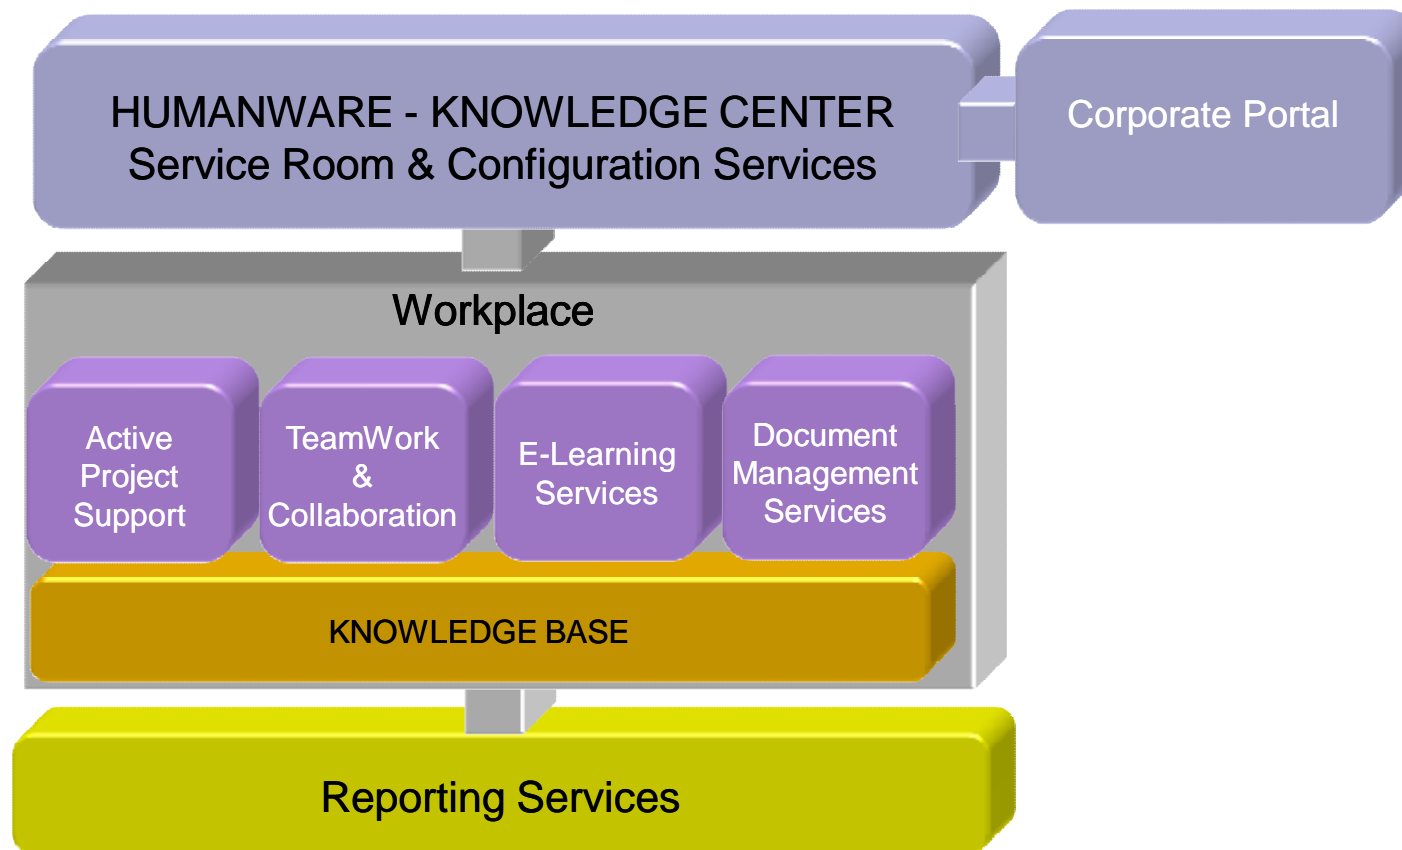 HUMANWARE - KNOWLEDGE CENTER
Service Room & Configuration Services
Corporate Portal
Workplace
Active
Project
Support
TeamWork
&
Collaboration
E-Learning
Services
Document
Management
Services
KNOWLEDGE BASE
Reporting Services